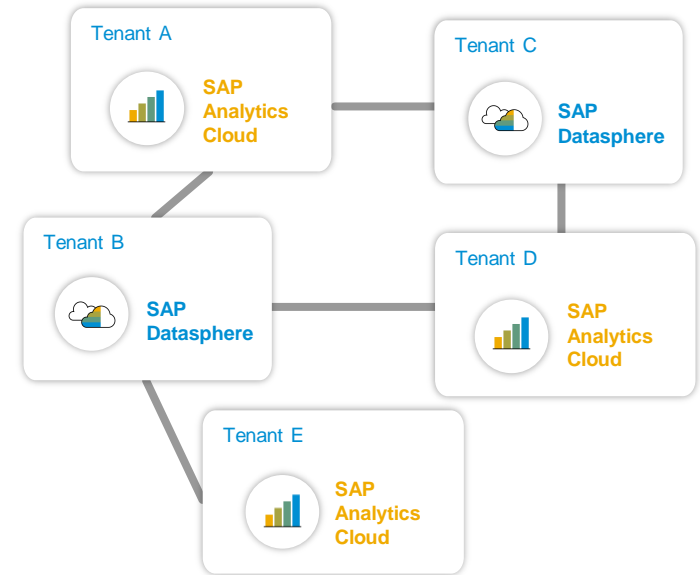 Tenant A
SAP
Analytics
Cloud
Tenant C
SAP
Datasphere
Tenant B
SAP
Datasphere
Tenant D
SAP
Analytics
Cloud
Tenant E
SAP
Analytics
Cloud